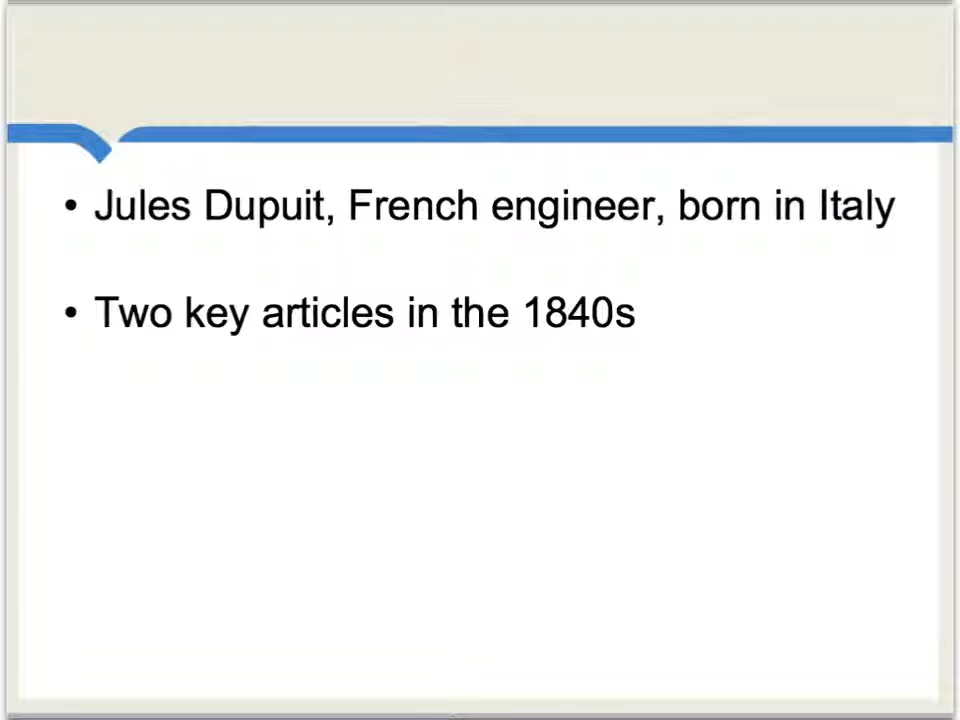 • Jules Dupuit, French engineer, born in Italy
• Two key articles in the 1840s